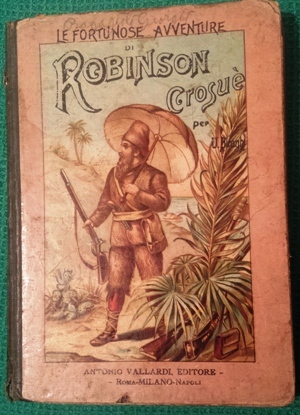 LE FORTUNOSE AVVENTURE
DI
ROBINSON
Crosuè
per
ANTONIO VALLARDI EDITORE -
- ROMA-MILANO-NAPOLI